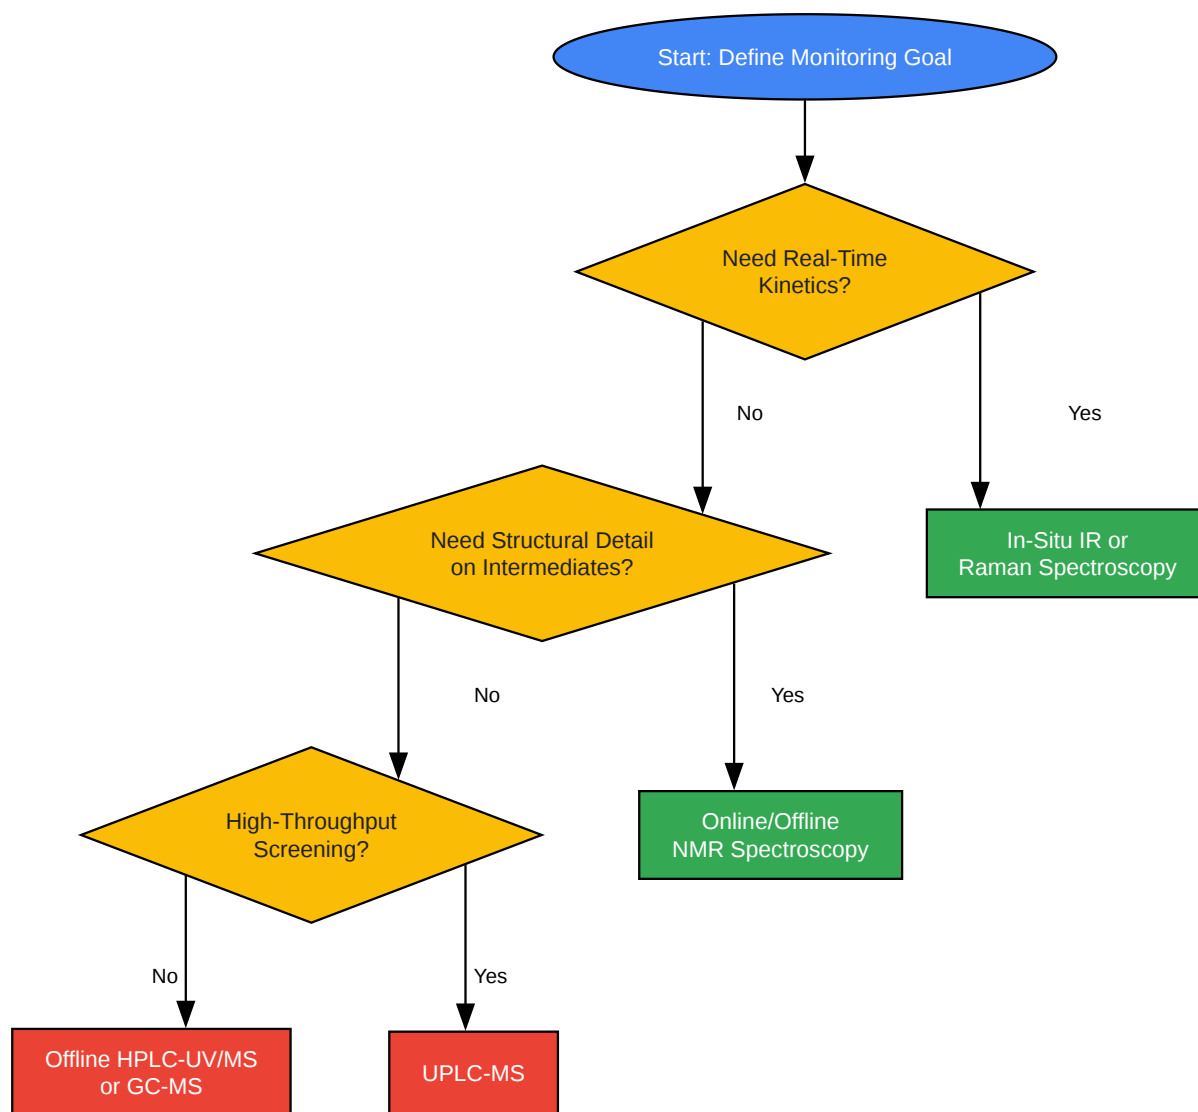 Start: Define Monitoring Goal
Need Real-Time
Kinetics?
No
Yes
In-Situ IR or
Raman Spectroscopy
Need Structural Detail
on Intermediates?
No
Yes
Online/Offline
NMR Spectroscopy
High-Throughput
Screening?
No
Yes
Offline HPLC-UV/MS
or GC-MS
UPLC-MS